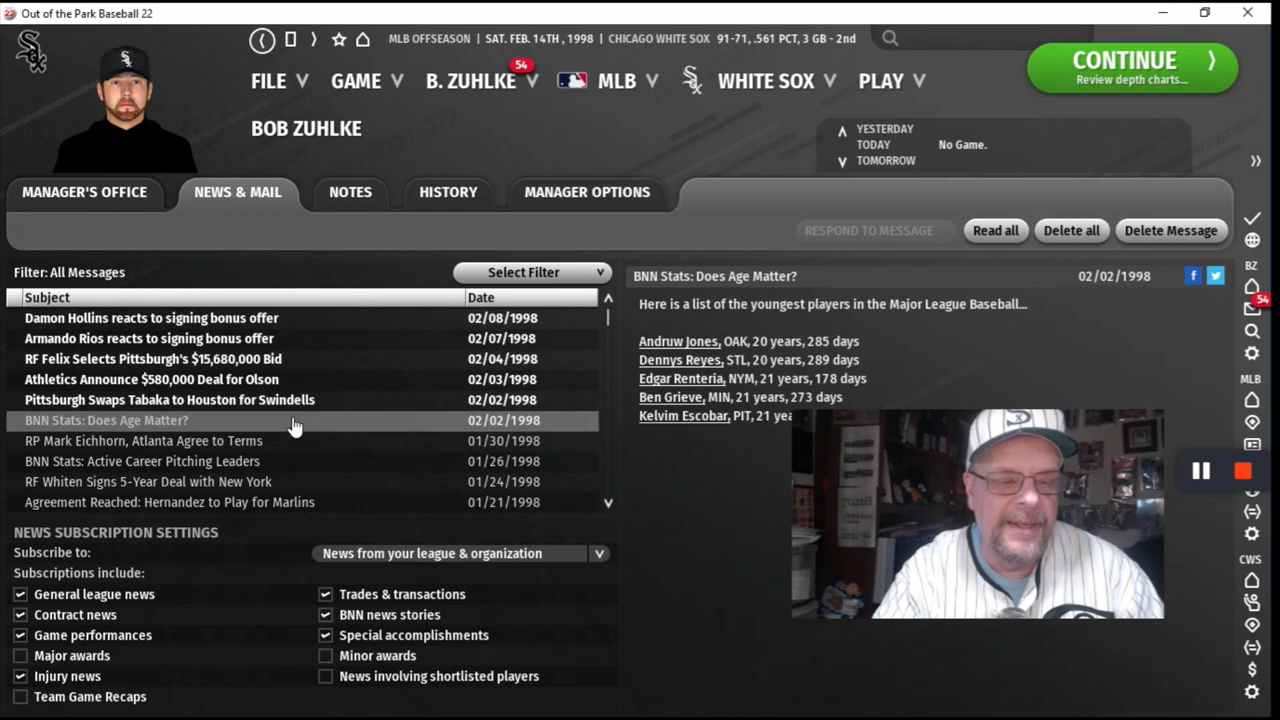 Out of the Park Baseball 22
MLB OFFSEASON | SAT. FEB. 14TH , 1998 | CHICAGO WHITE SOX 91-71, .561 PCT, 3 GB - 2nd
CONTINUE
Review depth charts...
FILE GAME B. ZUHLKE 54 MLB WHITE SOX PLAY
BOB ZUHLKE
YESTERDAY
TODAY No Game.
TOMORROW
MANAGER'S OFFICE NEWS & MAIL NOTES HISTORY MANAGER OPTIONS
RESPOND TO MESSAGE Read all Delete all Delete Message
Filter: All Messages Select Filter
Subject Date
Damon Hollins reacts to signing bonus offer 02/08/1998
Armando Rios reacts to signing bonus offer 02/07/1998
RF Felix Selects Pittsburgh's $15,680,000 Bid 02/04/1998
Athletics Announce $580,000 Deal for Olson 02/03/1998
Pittsburgh Swaps Tabaka to Houston for Swindells 02/02/1998
BNN Stats: Does Age Matter? 02/02/1998
RP Mark Eichhorn, Atlanta Agree to Terms 01/30/1998
BNN Stats: Active Career Pitching Leaders 01/26/1998
RF Whiten Signs 5-Year Deal with New York 01/24/1998
Agreement Reached: Hernandez to Play for Marlins 01/21/1998
BNN Stats: Does Age Matter? 02/02/1998
Here is a list of the youngest players in the Major League Baseball...
Andruw Jones, OAK, 20 years, 285 days
Dennys Reyes, STL, 20 years, 289 days
Edgar Renteria, NYM, 21 years, 178 days
Ben Grieve, MIN, 21 years, 273 days
Kelvim Escobar, PIT, 21 yea
NEWS SUBSCRIPTION SETTINGS
Subscribe to: News from your league & organization
Subscriptions include:
General league news Trades & transactions
Contract news BNN news stories
Game performances Special accomplishments
Major awards Minor awards
Injury news News involving shortlisted players
Team Game Recaps
BZ
54
MLB
CWS